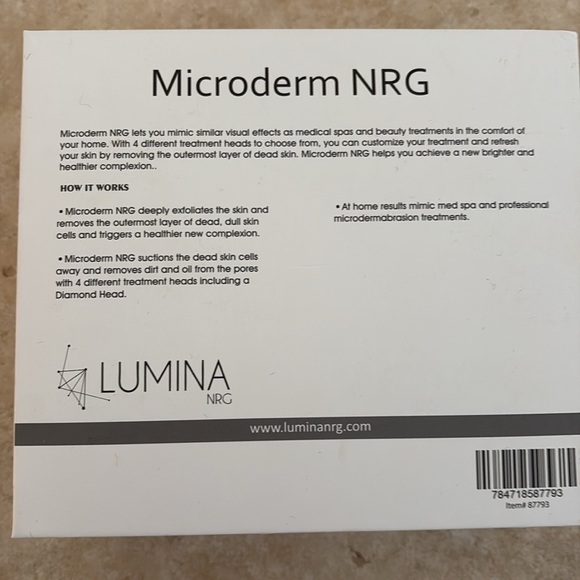 Microderm NRG
Microderm NRG lets you mimic similar visual effects as medical spas and beauty treatments in the comfort of
your home. With 4 different treatment heads to choose from, you can customize your treatment and refresh
your skin by removing the outermost layer of dead skin. Microderm NRG helps you achieve a new brighter and
healthier complexion..
HOW IT WORKS
• Microderm NRG deeply exfoliates the skin and
removes the outermost layer of dead, dull skin
cells and triggers a healthier new complexion.
• Microderm NRG suctions the dead skin cells
away and removes dirt and oil from the pores
with 4 different treatment heads including a
Diamond Head.
• At home results mimic med spa and professional
microdermabrasion treatments.
LUMINA
NRG
www.luminanrg.com
784718587793
Item# 87793